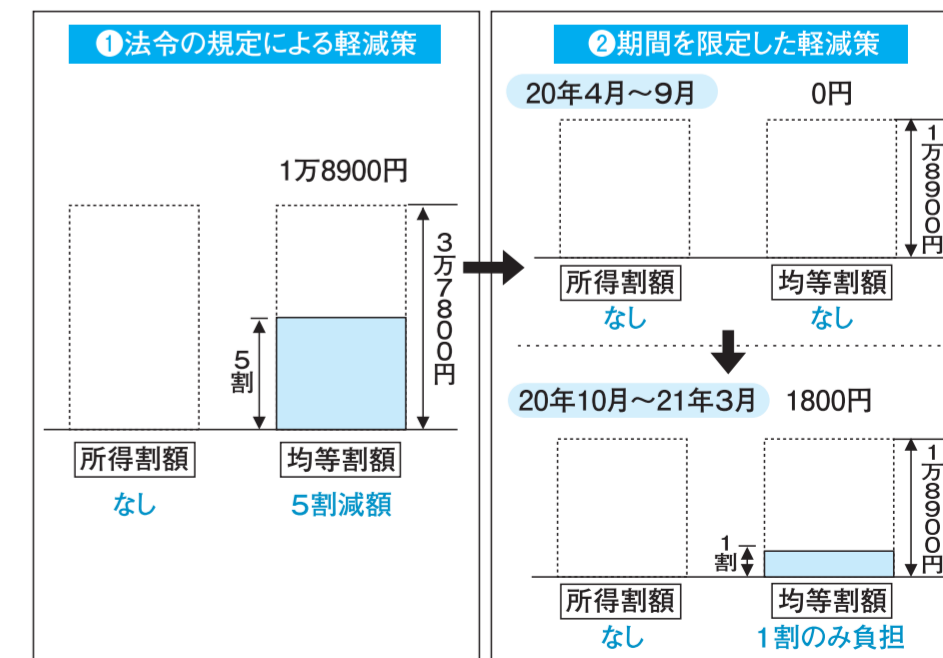 ❶法令の規定による軽減策
1万8900円
3万7800円
5割
所得割額
均等割額
なし
5割減額
❷期間を限定した軽減策
20年4月～9月
0円
1万8900円
所得割額
均等割額
なし
なし
20年10月～21年3月
1800円
1万8900円
1割
所得割額
均等割額
なし
1割のみ負担